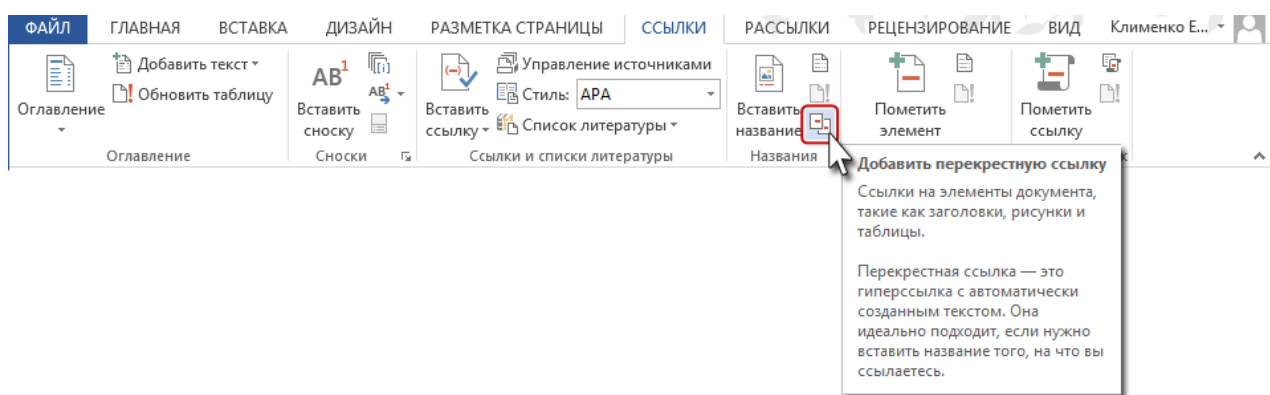 ФАЙЛ ГЛАВНАЯ ВСТАВКА ДИЗАЙН РАЗМЕТКА СТРАНИЦЫ ССЫЛКИ РАССЫЛКИ РЕЦЕНЗИРОВАНИЕ ВИД Клименко Е...
Оглавление
Добавить текст
Обновить таблицу
Оглавление
AB1
Вставить
сноску
[i]
AB1
Сноски
Вставить
ссылку
Управление источниками
Стиль: APA
Список литературы
Ссылки и списки литературы
Вставить
название
Названия
Пометить
элемент
Пометить
ссылку
к
Добавить перекрестную ссылку
Ссылки на элементы документа,
такие как заголовки, рисунки и
таблицы.
Перекрестная ссылка — это
гиперссылка с автоматически
созданным текстом. Она
идеально подходит, если нужно
вставить название того, на что вы
ссылаетесь.